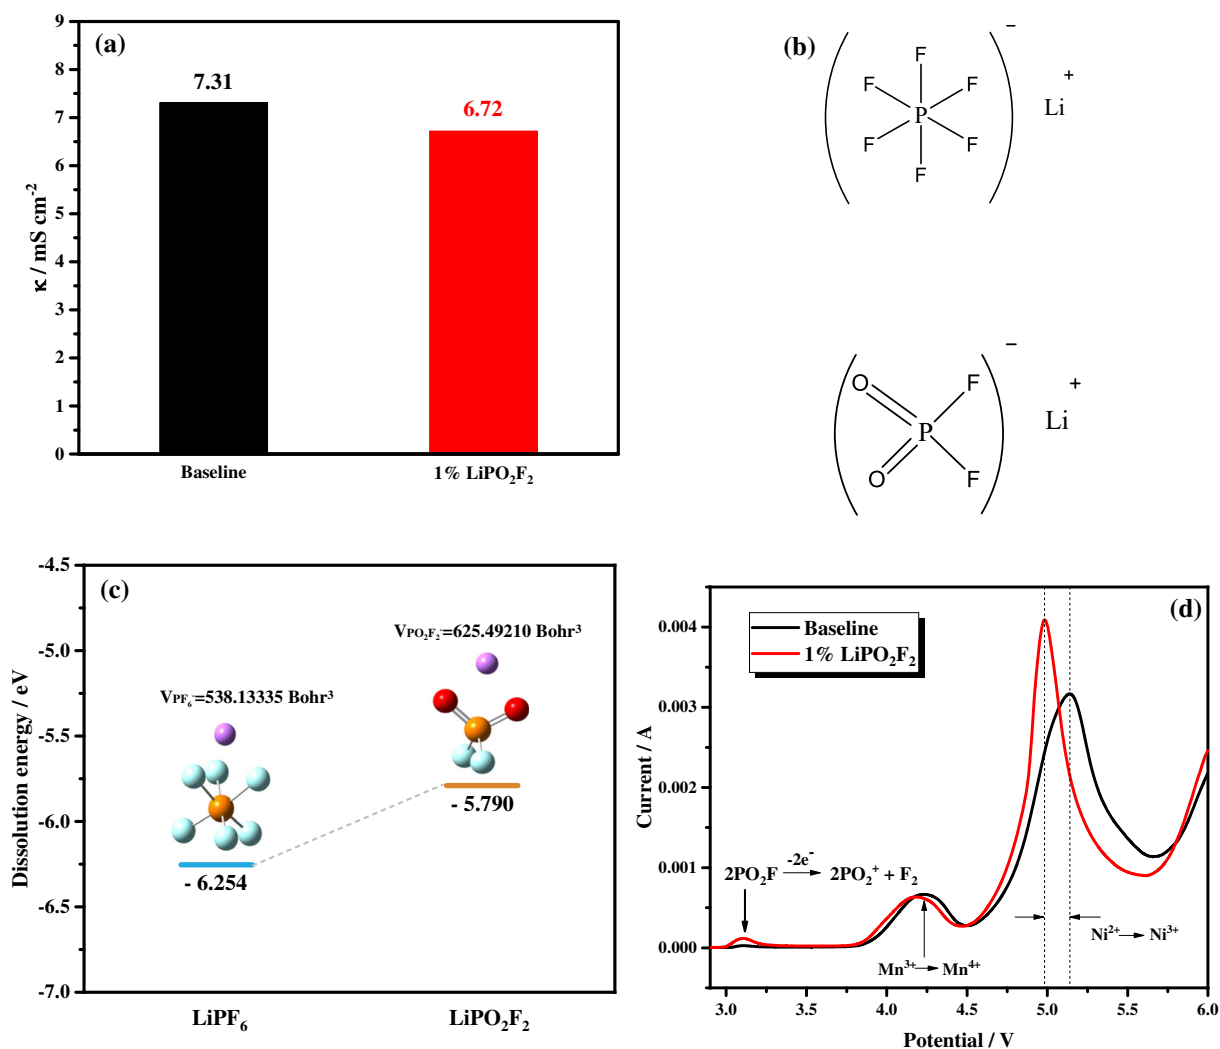 (a)
9
8
7
6
5
4
3
2
1
0
κ / mS cm⁻²
7.31
6.72
Baseline
1% LiPO₂F₂
(b)
F
F
F
P
F
F
F
−
Li⁺
O
F
P
O
F
−
Li⁺
(c)
-4.5
-5.0
-5.5
-6.0
-6.5
-7.0
Dissolution energy / eV
V_PO₂F₂⁻=625.49210 Bohr³
V_PF₆⁻=538.13335 Bohr³
- 5.790
- 6.254
LiPF₆
LiPO₂F₂
(d)
0.004
0.003
0.002
0.001
0.000
Current / A
Baseline
1% LiPO₂F₂
2PO₂F -2e⁻→ 2PO₂⁺ + F₂
Ni²⁺→Ni³⁺
Mn³⁺→Mn⁴⁺
3.0 3.5 4.0 4.5 5.0 5.5 6.0
Potential / V